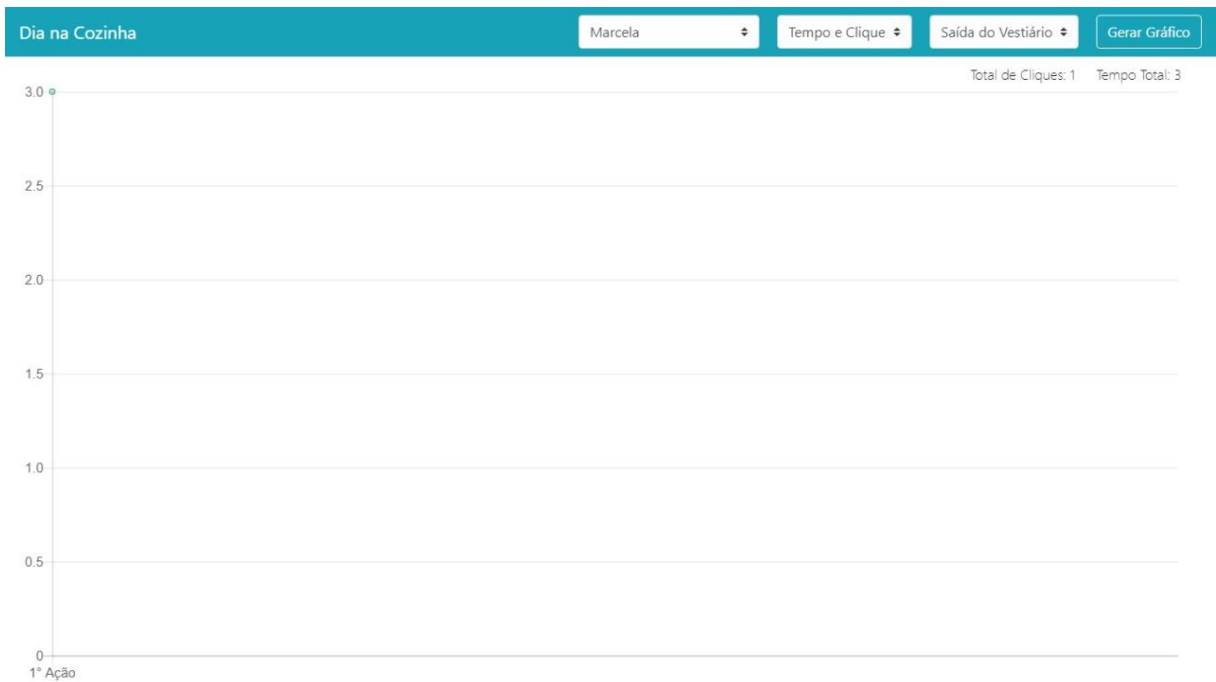 Dia na Cozinha Marcela Tempo e Clique Saída do Vestiário Gerar Gráfico
Total de Cliques: 1 Tempo Total: 3
3.0
2.5
2.0
1.5
1.0
0.5
0
1° Ação